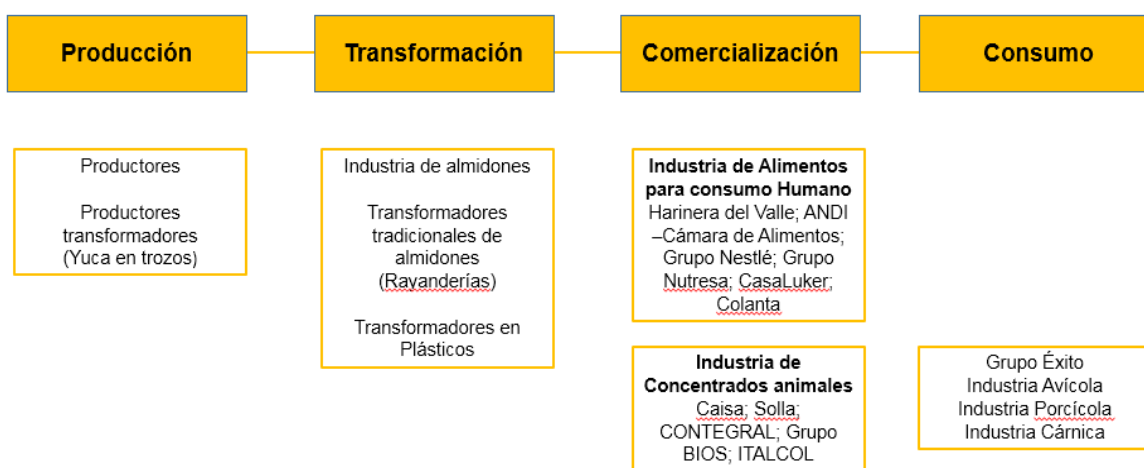 Producción
Transformación
Comercialización
Consumo
Productores
Productores
transformadores
(Yuca en trozos)
Industria de almidones
Transformadores
tradicionales de
almidones
(Rayanderías)
Transformadores en
Plásticos
Industria de Alimentos
para consumo Humano
Harinera del Valle; ANDI
–Cámara de Alimentos;
Grupo Nestlé; Grupo
Nutresa; CasaLuker;
Colanta
Industria de
Concentrados animales
Caisa; Solla;
CONTEGRAL; Grupo
BIOS; ITALCOL
Grupo Éxito
Industria Avícola
Industria Porcícola
Industria Cárnica